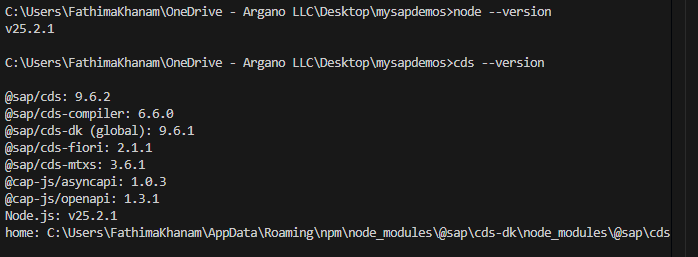 C:\Users\FathimaKhanam\OneDrive - Argano LLC\Desktop\mysapdemos>node --version
v25.2.1
C:\Users\FathimaKhanam\OneDrive - Argano LLC\Desktop\mysapdemos>cds --version
@sap/cds: 9.6.2
@sap/cds-compiler: 6.6.0
@sap/cds-dk (global): 9.6.1
@sap/cds-fiori: 2.1.1
@sap/cds-mtxs: 3.6.1
@cap-js/asyncapi: 1.0.3
@cap-js/openapi: 1.3.1
Node.js: v25.2.1
home: C:\Users\FathimaKhanam\AppData\Roaming\npm\node_modules\@sap\cds-dk\node_modules\@sap\cds